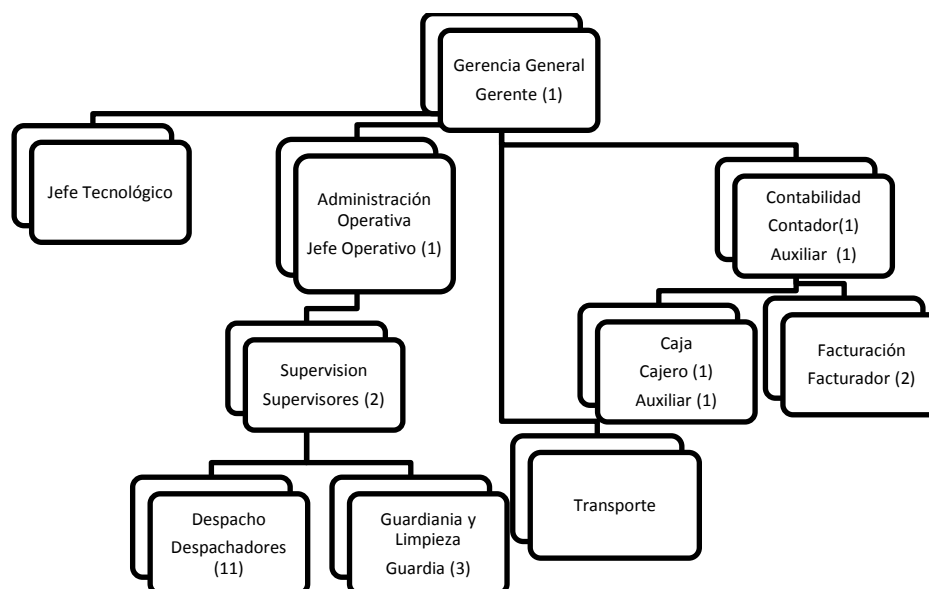 Gerencia General
Gerente (1)
Jefe Tecnológico
Administración
Operativa
Jefe Operativo (1)
Contabilidad
Contador(1)
Auxiliar (1)
Supervision
Supervisores (2)
Caja
Cajero (1)
Auxiliar (1)
Facturación
Facturador (2)
Despacho
Despachadores
(11)
Guardiania y
Limpieza
Guardia (3)
Transporte